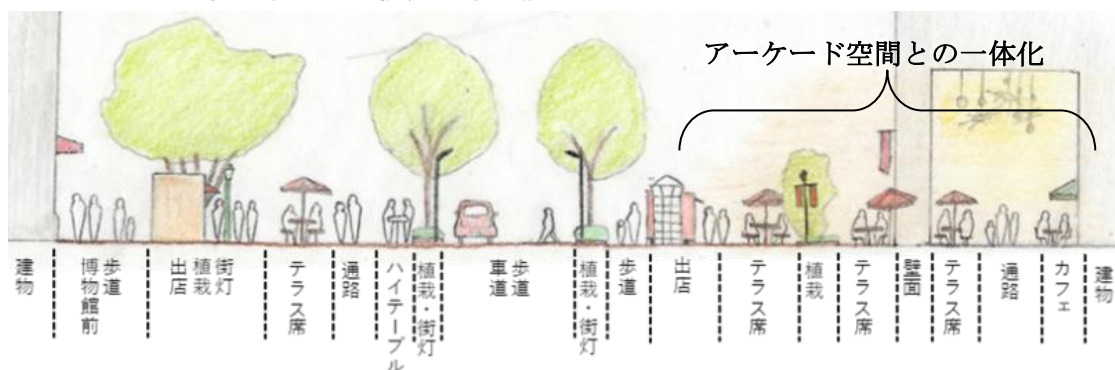 アーケード空間との一体化
建物
歩道
博物館前
街灯
植栽
出店
テラス席
通路
ハイテーブル
植栽・街灯
歩道
車道
植栽・街灯
歩道
出店
テラス席
植栽
テラス席
壁面
テラス席
通路
カフェ
建物